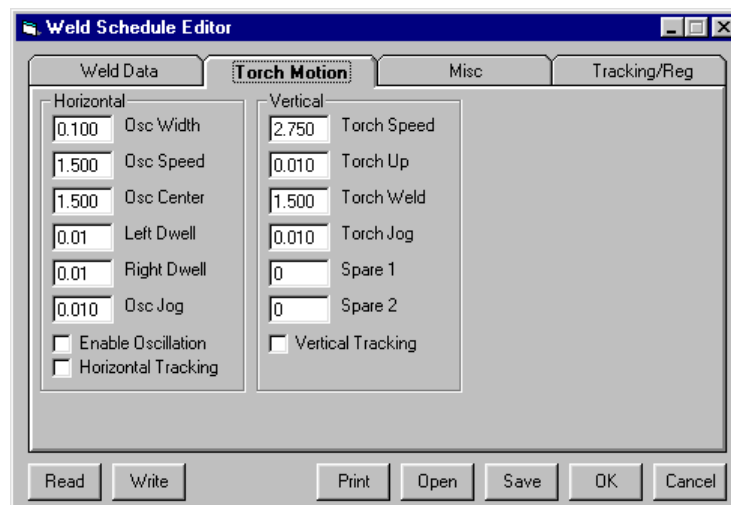 Weld Schedule Editor
Weld Data Torch Motion Misc Tracking/Reg
Horizontal Vertical
0.100 Osc Width 2.750 Torch Speed
1.500 Osc Speed 0.010 Torch Up
1.500 Osc Center 1.500 Torch Weld
0.01 Left Dwell 0.010 Torch Jog
0.01 Right Dwell 0 Spare 1
0.010 Osc Jog 0 Spare 2
Enable Oscillation Vertical Tracking
Horizontal Tracking
Read Write Print Open Save OK Cancel